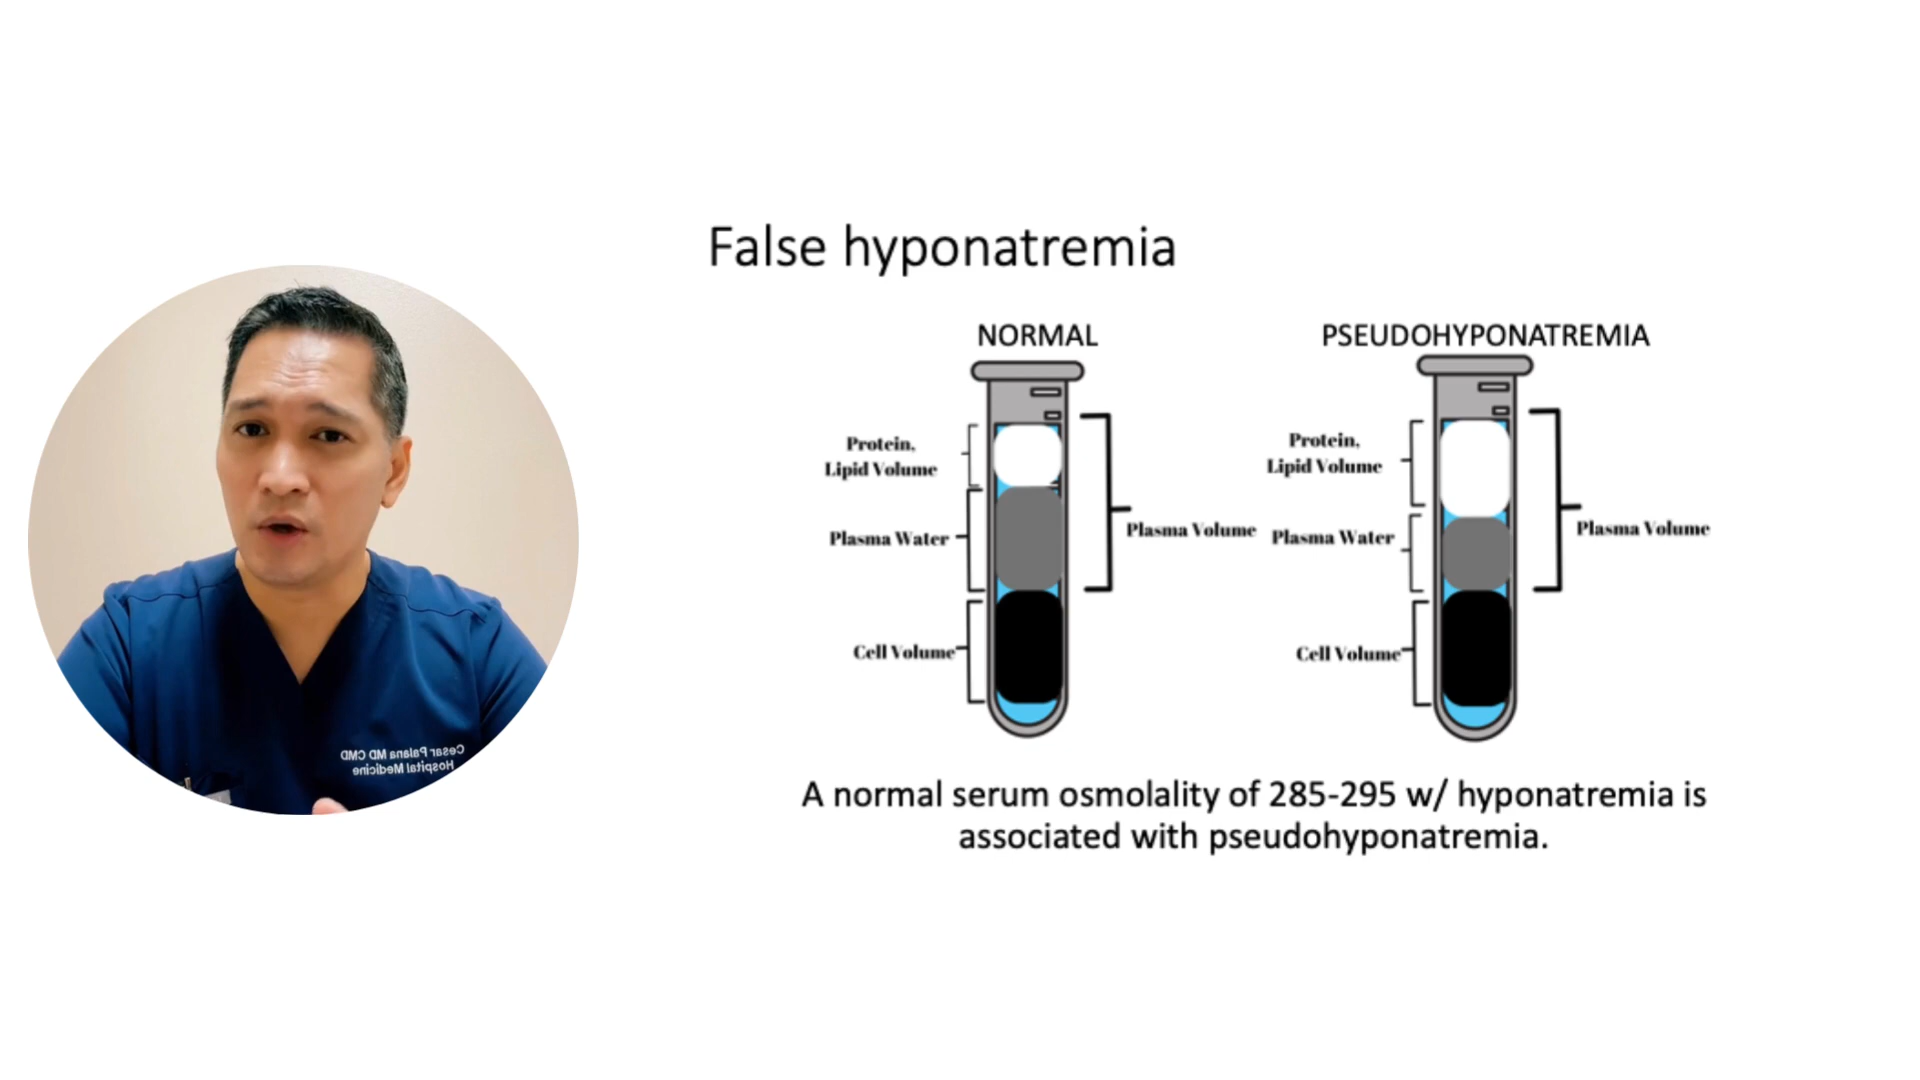 False hyponatremia
NORMAL
Protein,
Lipid Volume
Plasma Water
Cell Volume
Plasma Volume
PSEUDOHYPONATREMIA
Protein,
Lipid Volume
Plasma Water
Cell Volume
Plasma Volume
A normal serum osmolality of 285-295 w/ hyponatremia is
associated with pseudohyponatremia.
Cesar Palana MD CMD
Hospital Medicine